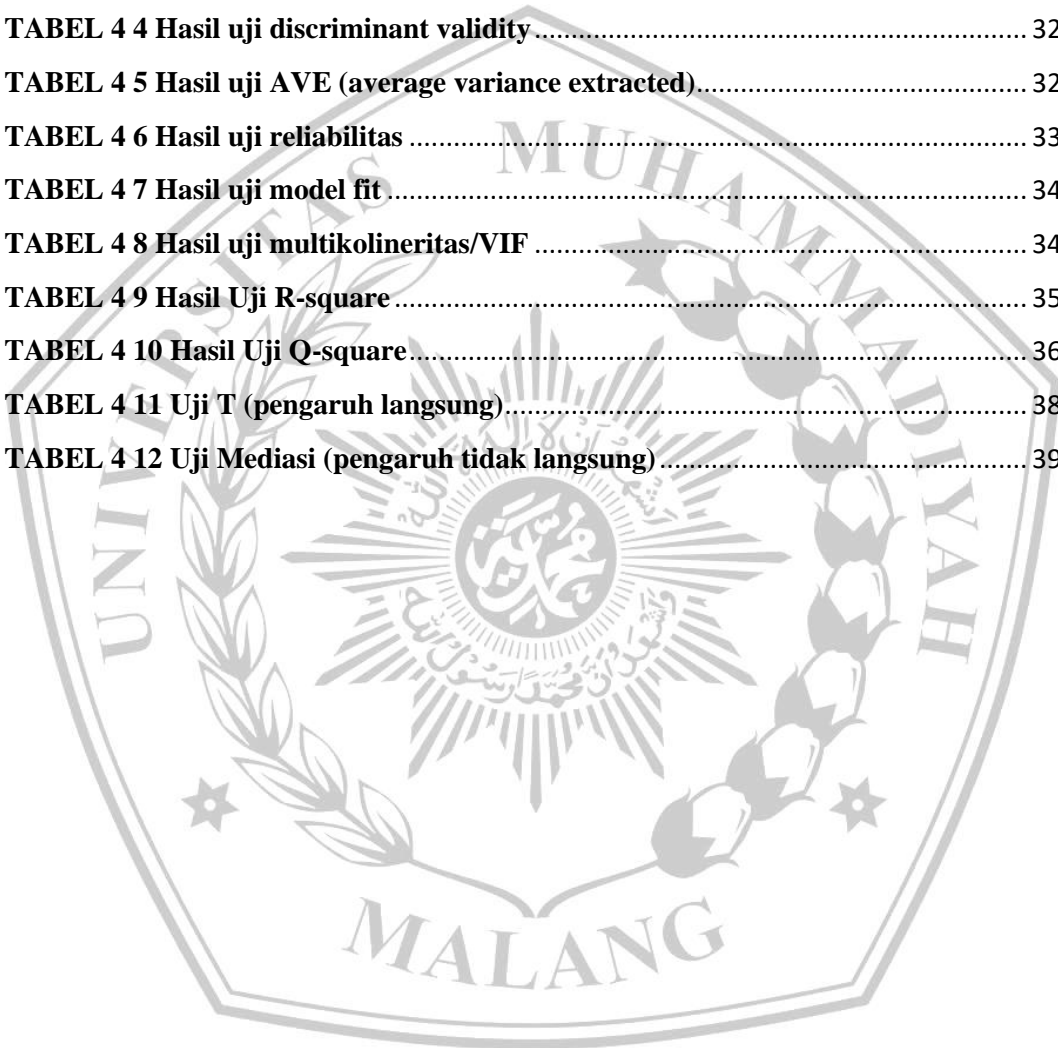 TABEL 4 4 Hasil uji discriminant validity.......... 32
TABEL 4 5 Hasil uji AVE (average variance extracted).......... 32
TABEL 4 6 Hasil uji reliabilitas.......... 33
TABEL 4 7 Hasil uji model fit.......... 34
TABEL 4 8 Hasil uji multikolineritas/VIF.......... 34
TABEL 4 9 Hasil Uji R-square.......... 35
TABEL 4 10 Hasil Uji Q-square.......... 36
TABEL 4 11 Uji T (pengaruh langsung).......... 38
TABEL 4 12 Uji Mediasi (pengaruh tidak langsung).......... 39
UNIVERSITAS MUHAMMADIYAH
MALANG